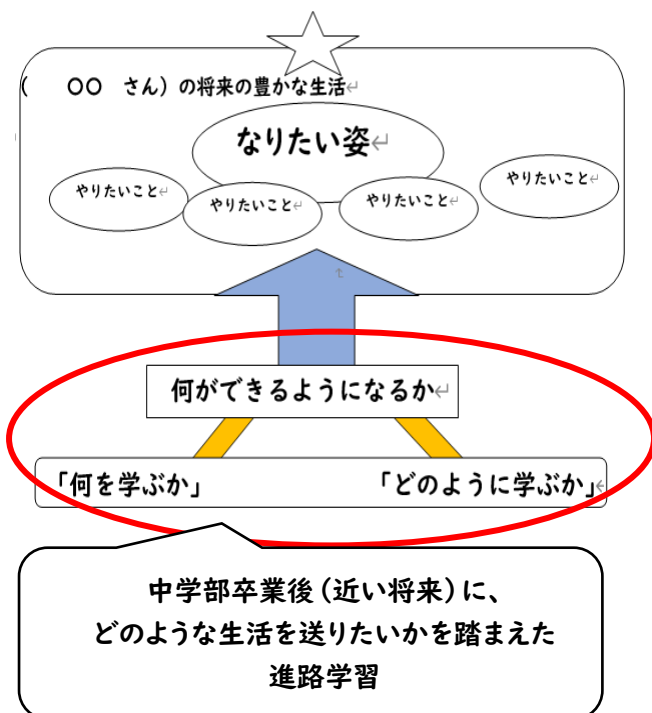 (　　〇〇　さん）の将来の豊かな生活↵
なりたい姿↵
やりたいこと↵
やりたいこと↵
やりたいこと↵
やりたいこと↵
何ができるようになるか↵
「何を学ぶか」　「どのように学ぶか」↵
中学部卒業後（近い将来）に、
どのような生活を送りたいかを踏まえた
進路学習